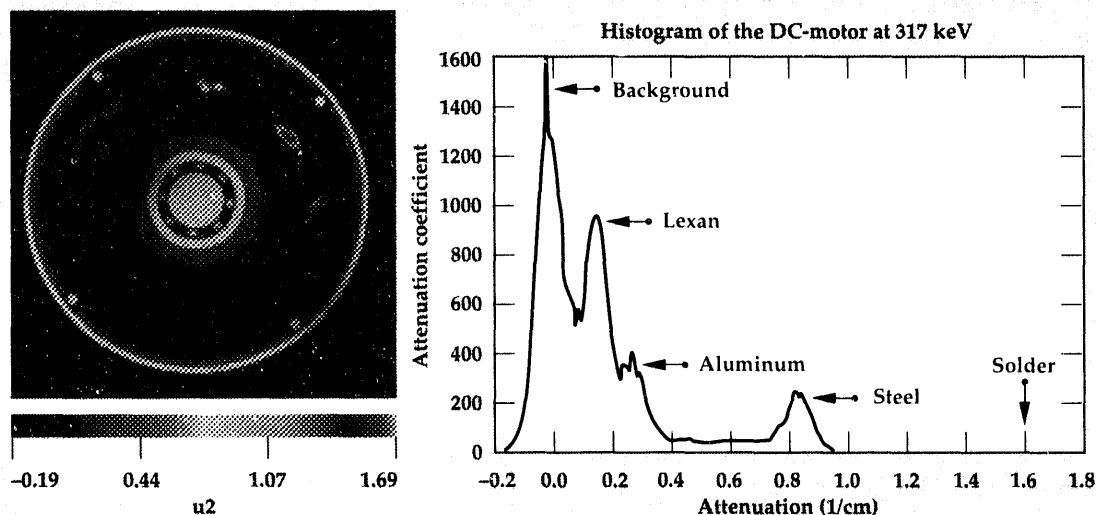 Histogram of the DC-motor at 317 keV
1600
1400
1200
1000
800
600
400
200
0
Attenuation coefficient
Background
Lexan
Aluminum
Steel
Solder
−0.2 0.0 0.2 0.4 0.6 0.8 1.0 1.2 1.4 1.6 1.8
Attenuation (1/cm)
−0.19 0.44 1.07 1.69
u2